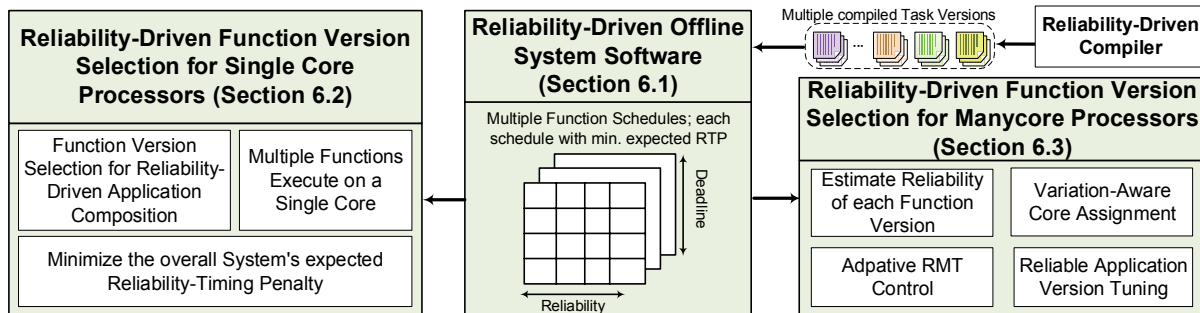 Reliability-Driven Function Version
Selection for Single Core
Processors (Section 6.2)
Function Version
Selection for Reliability-
Driven Application
Composition
Multiple Functions
Execute on a
Single Core
Minimize the overall System's expected
Reliability-Timing Penalty
Reliability-Driven Offline
System Software
(Section 6.1)
Multiple Function Schedules; each
schedule with min. expected RTP
Deadline
Reliability
Multiple compiled Task Versions
...
Reliability-Driven
Compiler
Reliability-Driven Function Version
Selection for Manycore Processors
(Section 6.3)
Estimate Reliability
of each Function
Version
Variation-Aware
Core Assignment
Adpative RMT
Control
Reliable Application
Version Tuning